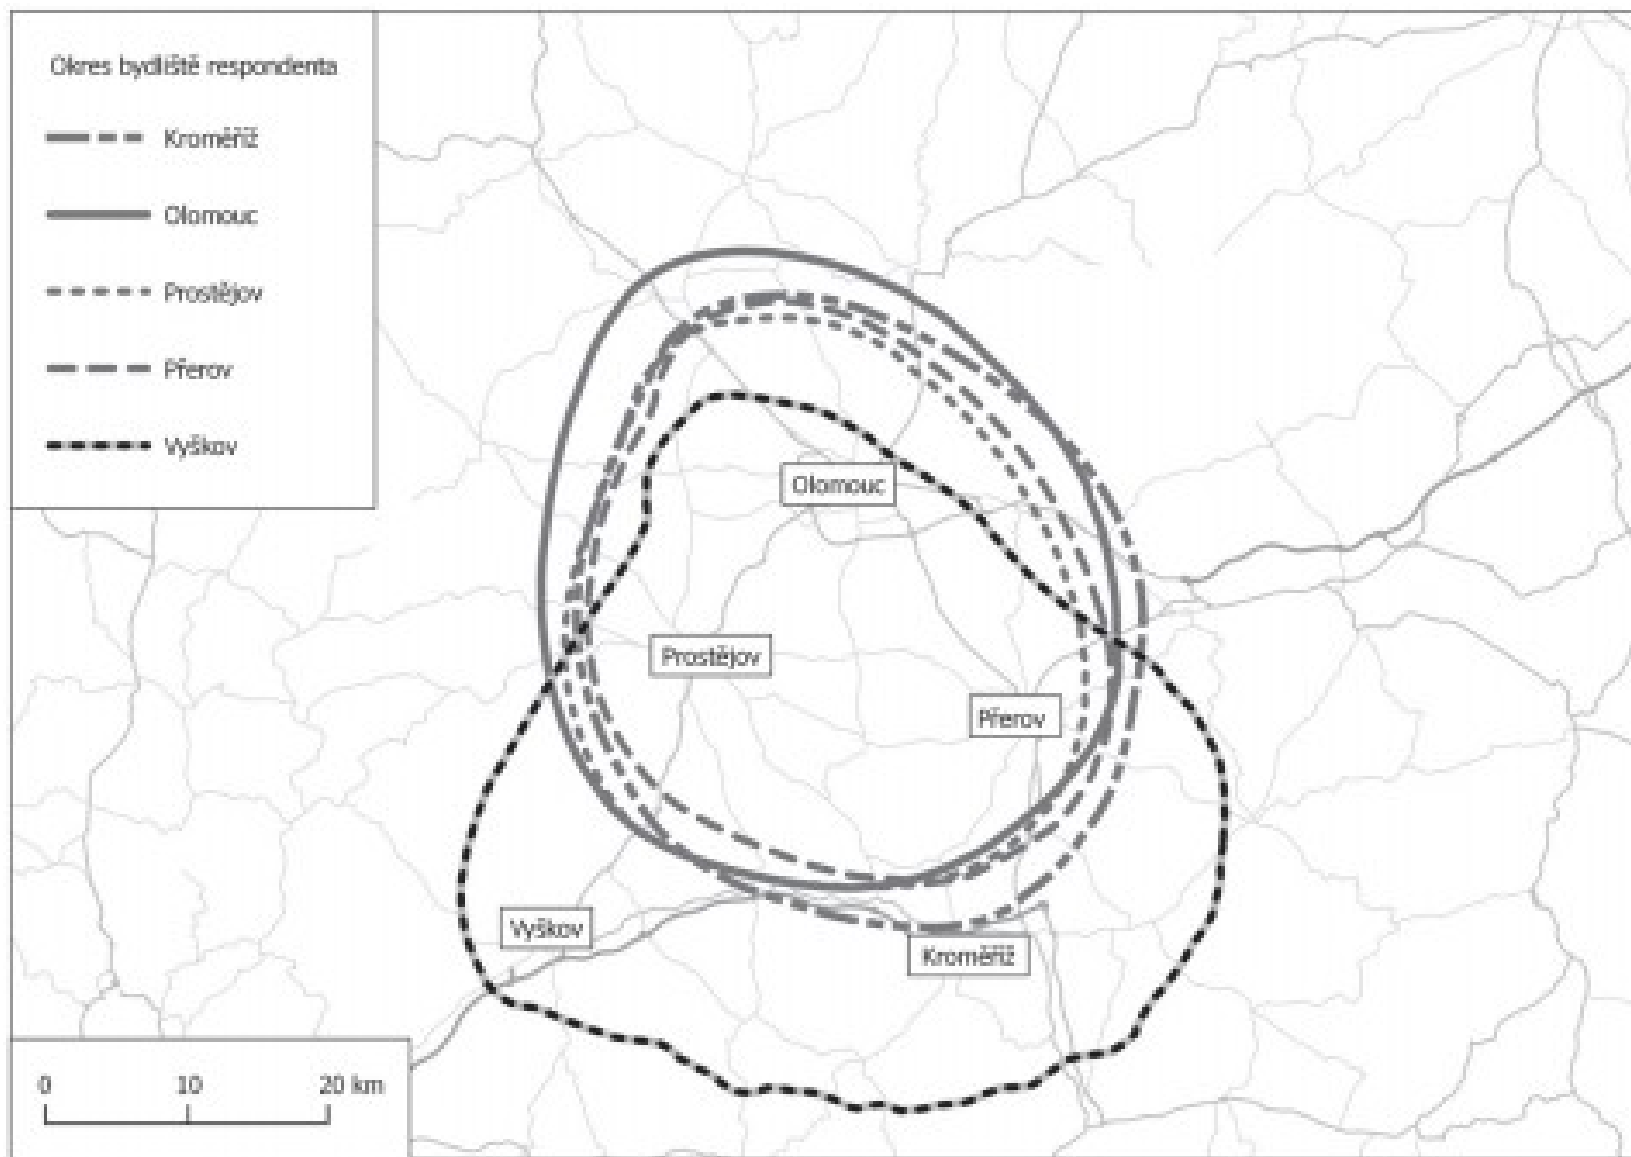 Okres bydliště respondenta
Kroměříž
Olomouc
Prostějov
Přerov
Vyškov
Olomouc
Prostějov
Přerov
Vyškov
Kroměříž
0 10 20 km